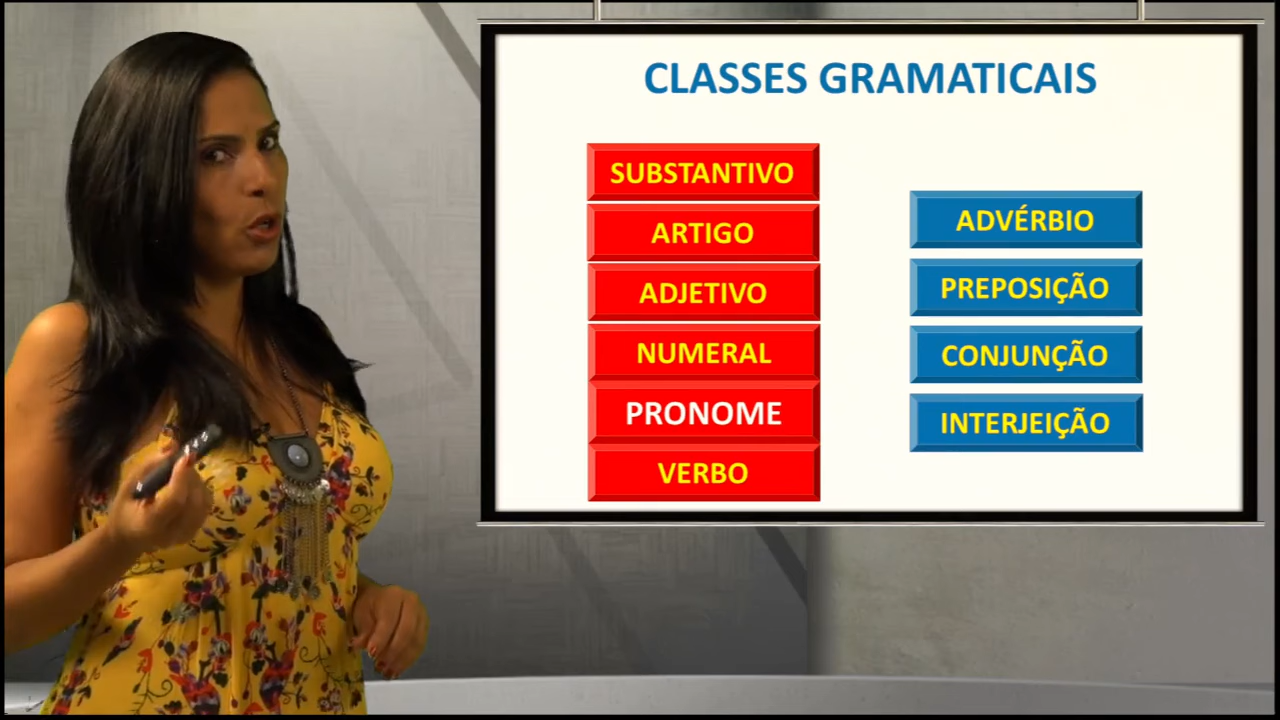 CLASSES GRAMATICAIS
SUBSTANTIVO
ARTIGO
ADJETIVO
NUMERAL
PRONOME
VERBO
ADVÉRBIO
PREPOSIÇÃO
CONJUNÇÃO
INTERJEIÇÃO